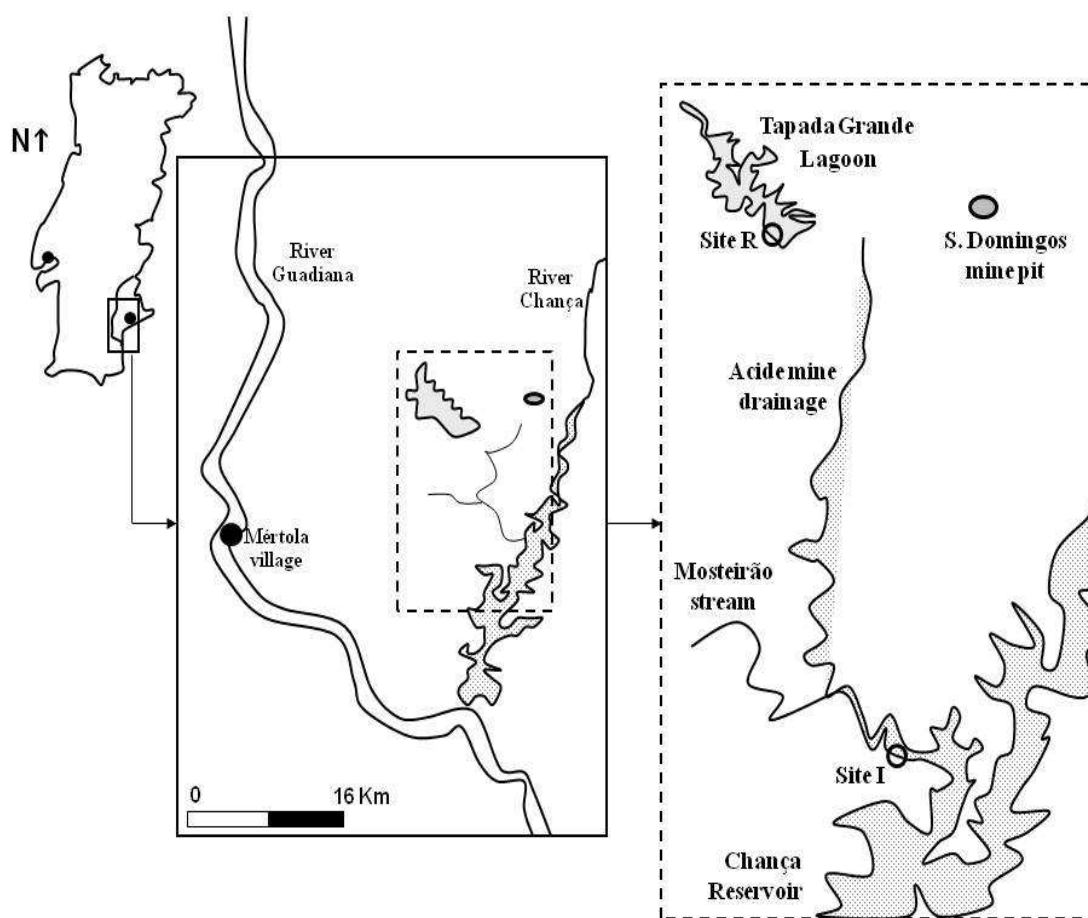 N↑
River
Guadiana
River
Chança
Mértola
village
0 16 Km
Tapada Grande
Lagoon
Site R
S. Domingos
mine pit
Acide mine
drainage
Mosteirão
stream
Site I
Chança
Reservoir